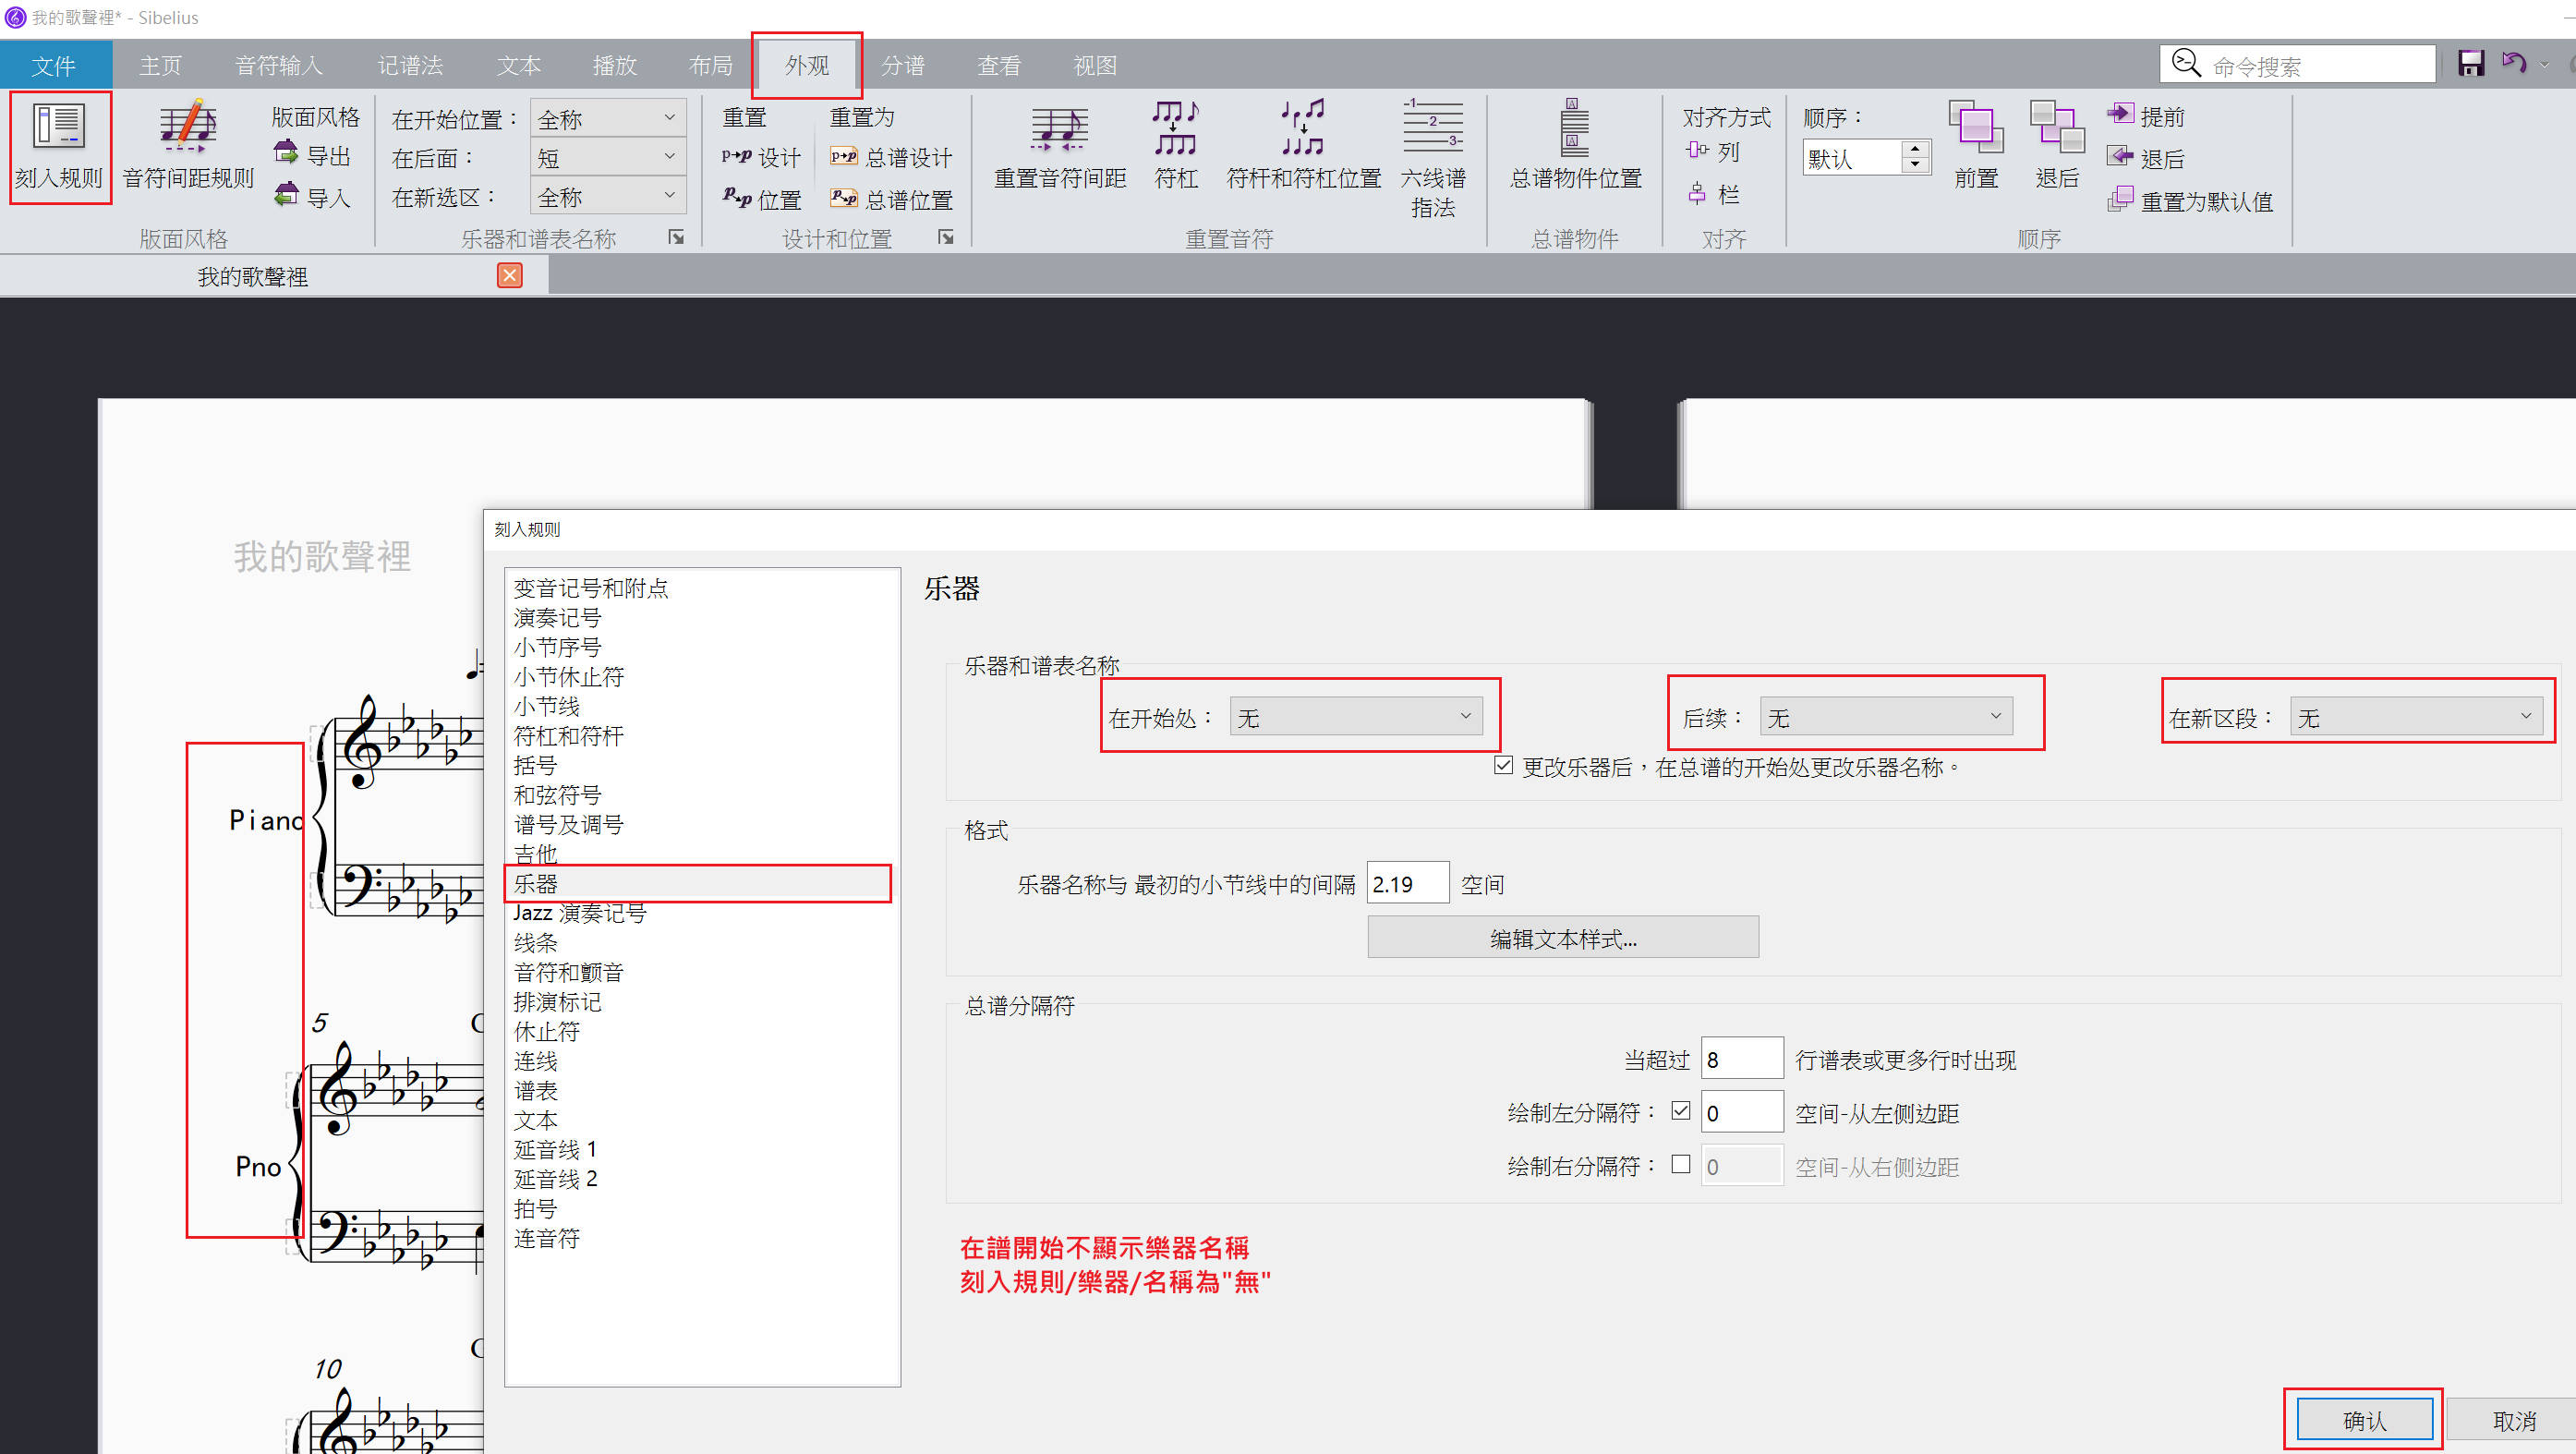 我的歌聲裡* - Sibelius
文件 主页 音符输入 记谱法 文本 播放 布局 外观 分谱 查看 视图 命令搜索
刻入规则
音符间距规则
版面风格
导出
导入
版面风格
在开始位置： 全称
在后面： 短
在新选区： 全称
乐器和谱表名称
重置
p→p 设计
位置
重置为
总谱设计
总谱位置
设计和位置
重置音符间距
符杠
符杆和符杠位置
六线谱
指法
重置音符
总谱物件位置
总谱物件
对齐方式
列
栏
对齐
顺序：
默认
前置
退后
提前
退后
重置为默认值
顺序
我的歌聲裡
我的歌聲裡
Piano
5
Pno
10
刻入规则
变音记号和附点
演奏记号
小节序号
小节休止符
小节线
符杠和符杆
括号
和弦符号
谱号及调号
吉他
乐器
Jazz 演奏记号
线条
音符和颤音
排演标记
休止符
连线
谱表
文本
延音线 1
延音线 2
拍号
连音符
乐器
乐器和谱表名称
在开始处： 无 后续： 无 在新区段： 无
更改乐器后，在总谱的开始处更改乐器名称。
格式
乐器名称与 最初的小节线中的间隔 2.19 空间
编辑文本样式...
总谱分隔符
当超过 8 行谱表或更多行时出现
绘制左分隔符： 0 空间-从左侧边距
绘制右分隔符： 0 空间-从右侧边距
在譜開始不顯示樂器名稱
刻入規則/樂器/名稱為"無"
确认 取消